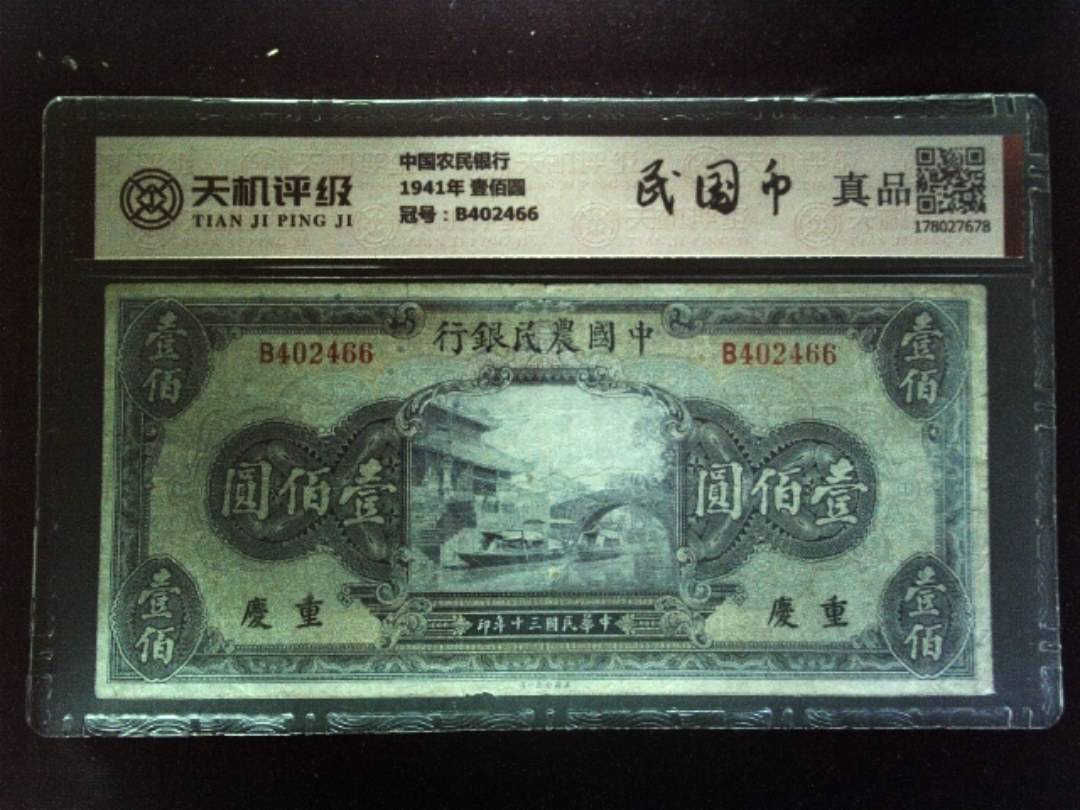 天机评级
TIAN JI PING JI
中国农民银行
1941年 壹佰圓
冠号：B402466
民国币
真品
178027678
行銀民農國中
B402466
B402466
壹佰
壹佰
圓佰壹
圓佰壹
慶重
慶重
壹佰
壹佰
印年十三國民華中